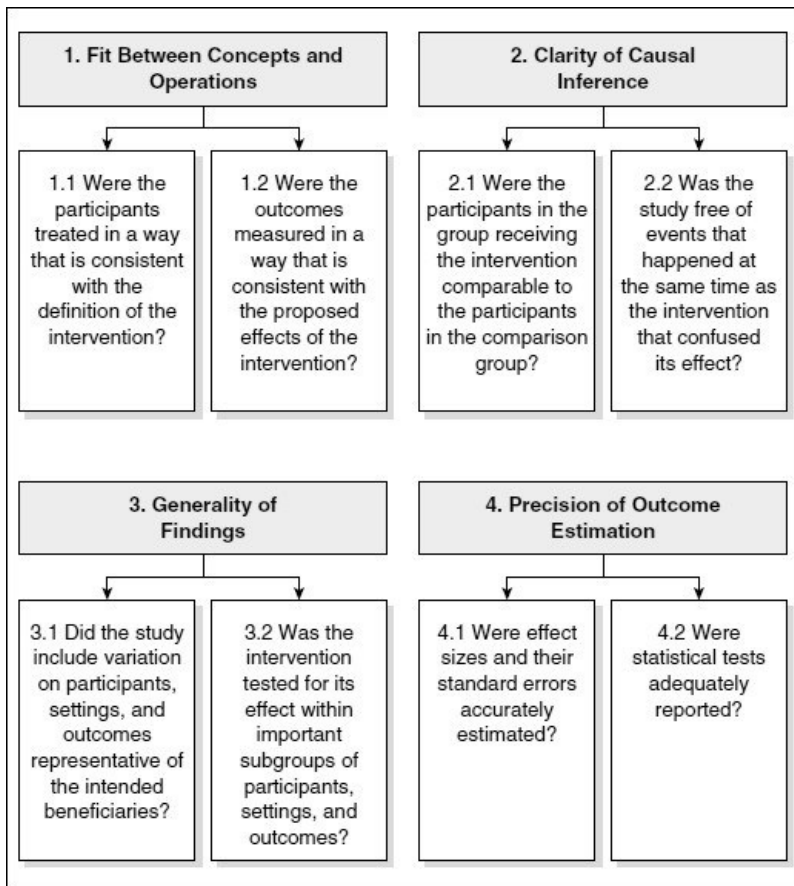 1. Fit Between Concepts and
Operations
1.1 Were the
participants
treated in a way
that is consistent
with the
definition of the
intervention?
1.2 Were the
outcomes
measured in a
way that is
consistent with
the proposed
effects of the
intervention?
2. Clarity of Causal
Inference
2.1 Were the
participants in the
group receiving
the intervention
comparable to
the participants
in the comparison
group?
2.2 Was the
study free of
events that
happened at
the same time as
the intervention
that confused
its effect?
3. Generality of
Findings
3.1 Did the study
include variation
on participants,
settings, and
outcomes
representative of
the intended
beneficiaries?
3.2 Was the
intervention
tested for its
effect within
important
subgroups of
participants,
settings, and
outcomes?
4. Precision of Outcome
Estimation
4.1 Were effect
sizes and their
standard errors
accurately
estimated?
4.2 Were
statistical tests
adequately
reported?